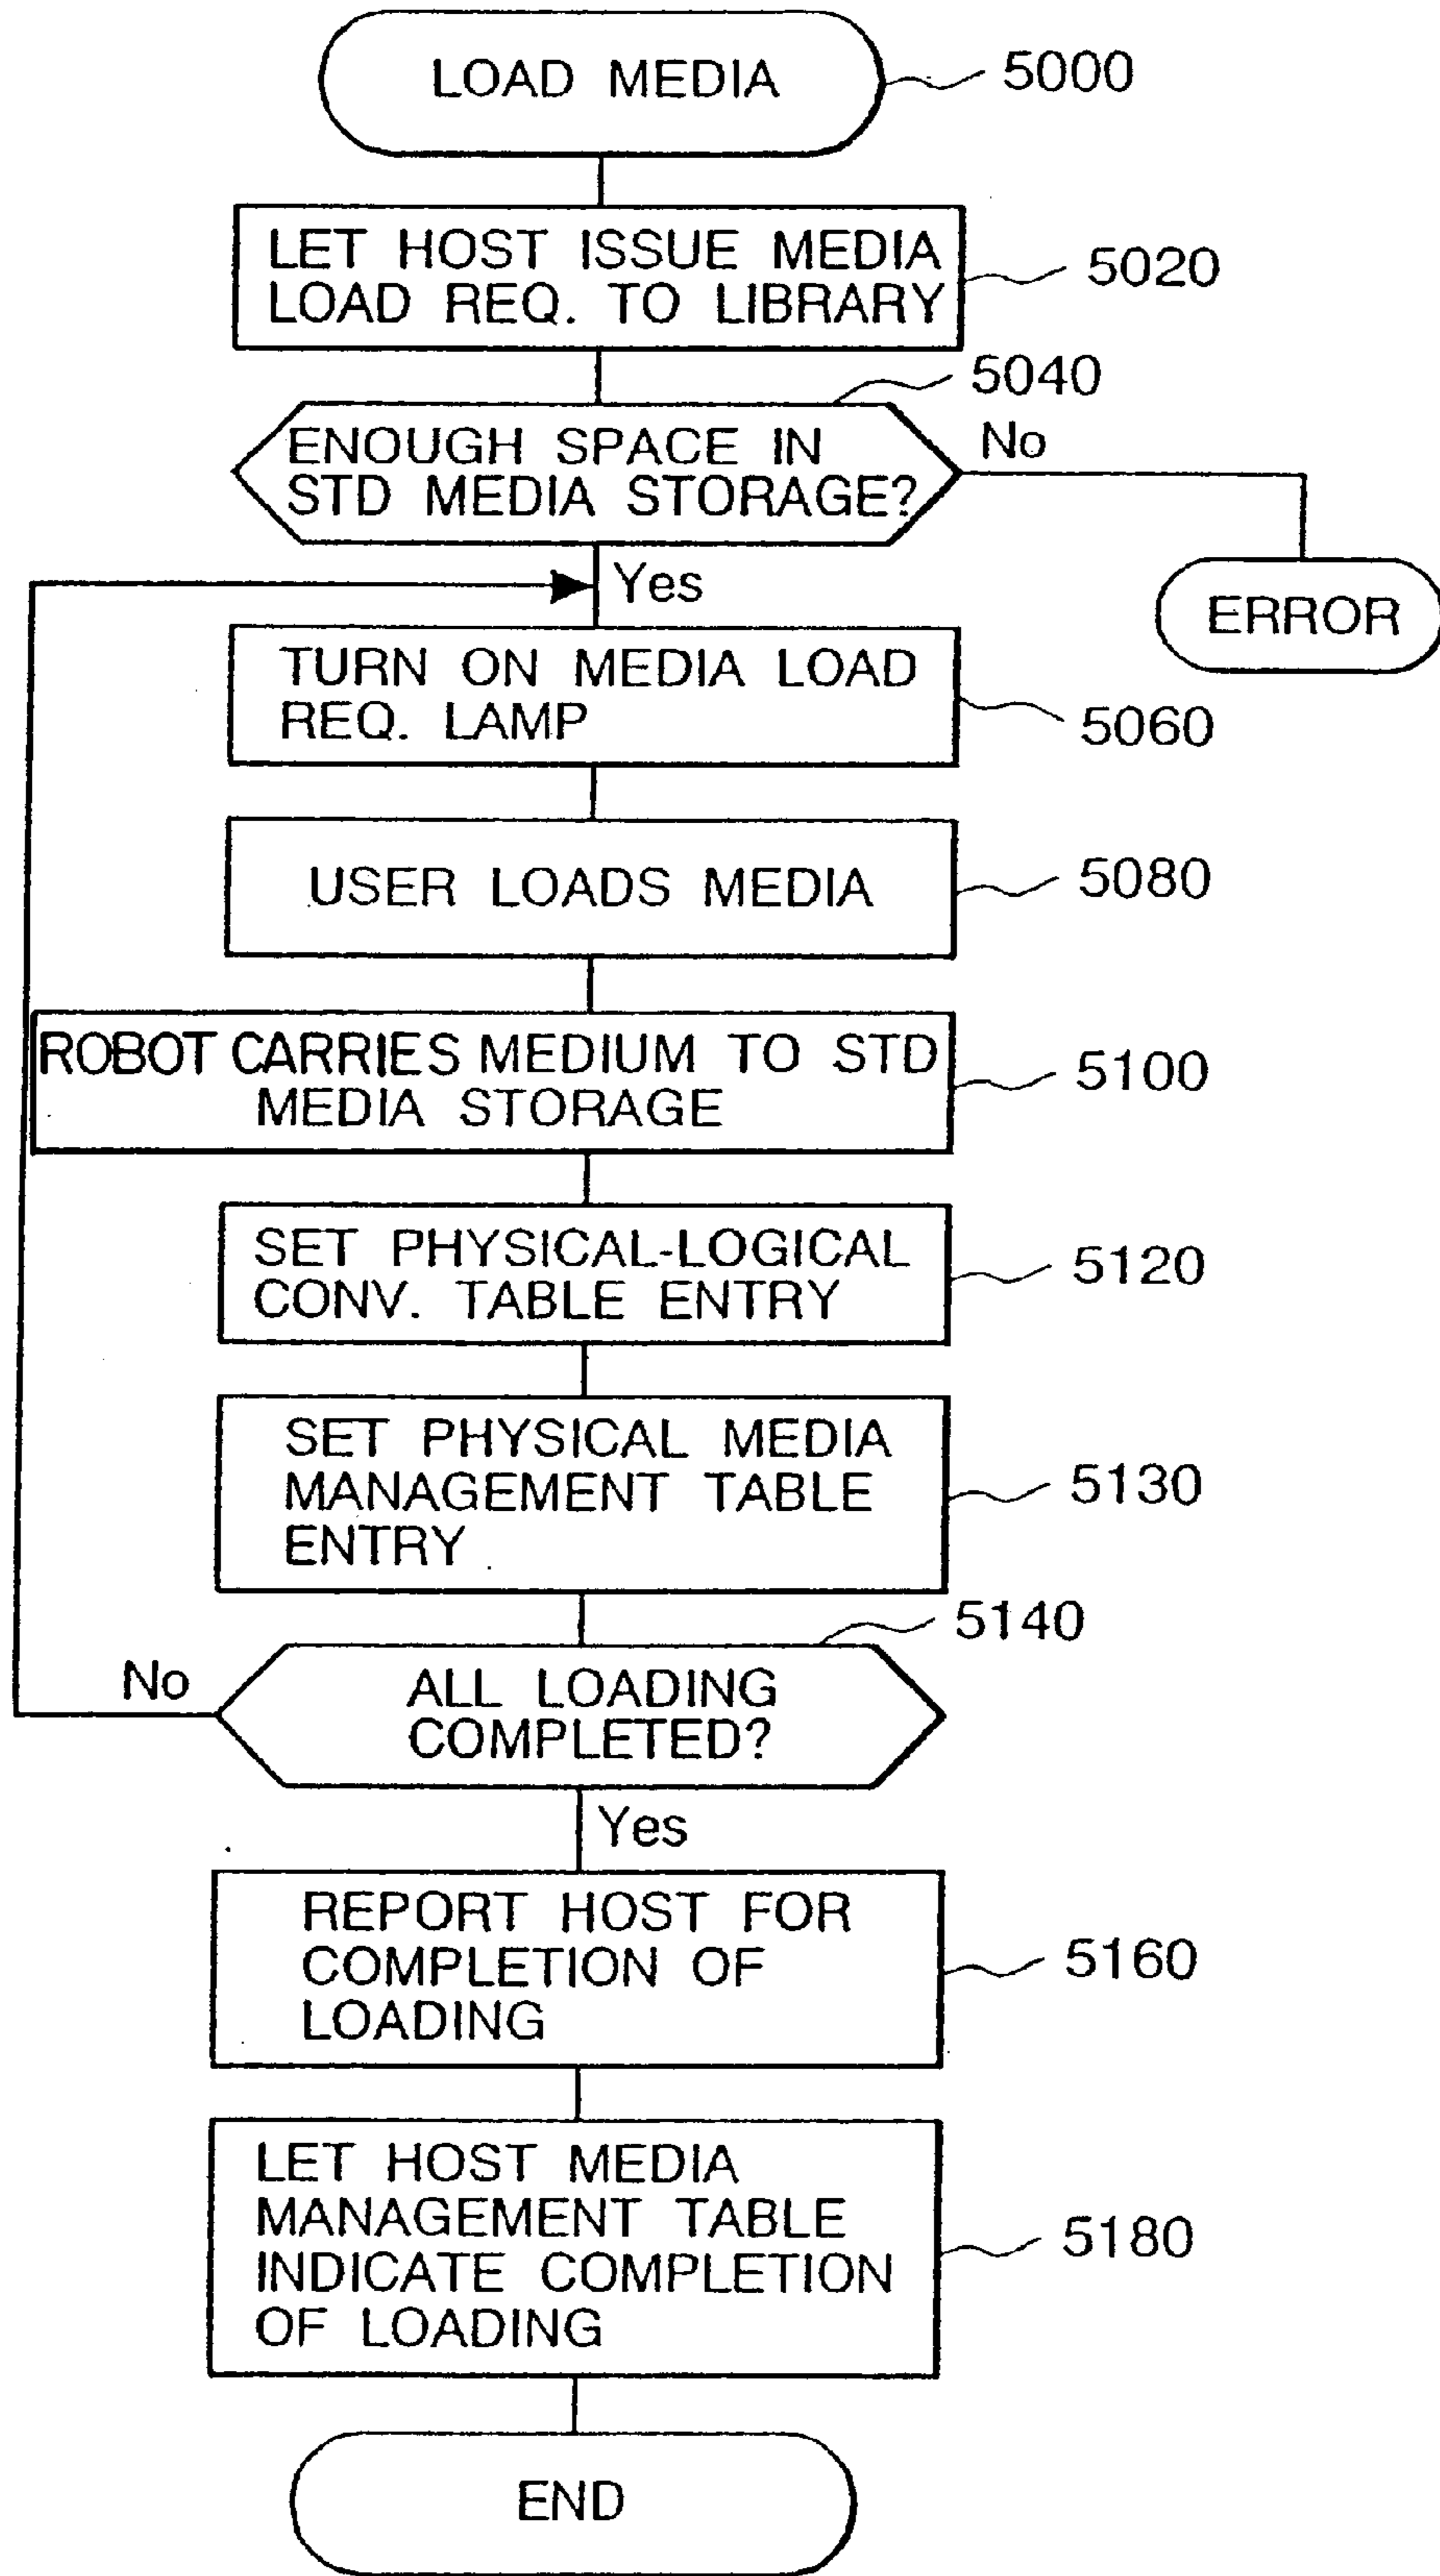 LOAD MEDIA
5000
LET HOST ISSUE MEDIA
LOAD REQ. TO LIBRARY
5020
5040
ENOUGH SPACE IN
STD MEDIA STORAGE?
No
Yes
ERROR
TURN ON MEDIA LOAD
REQ. LAMP
5060
USER LOADS MEDIA
5080
ROBOT CARRIES MEDIUM TO STD
MEDIA STORAGE
5100
SET PHYSICAL-LOGICAL
CONV. TABLE ENTRY
5120
SET PHYSICAL MEDIA
MANAGEMENT TABLE
ENTRY
5130
5140
No
ALL LOADING
COMPLETED?
Yes
REPORT HOST FOR
COMPLETION OF
LOADING
5160
LET HOST MEDIA
MANAGEMENT TABLE
INDICATE COMPLETION
OF LOADING
5180
END